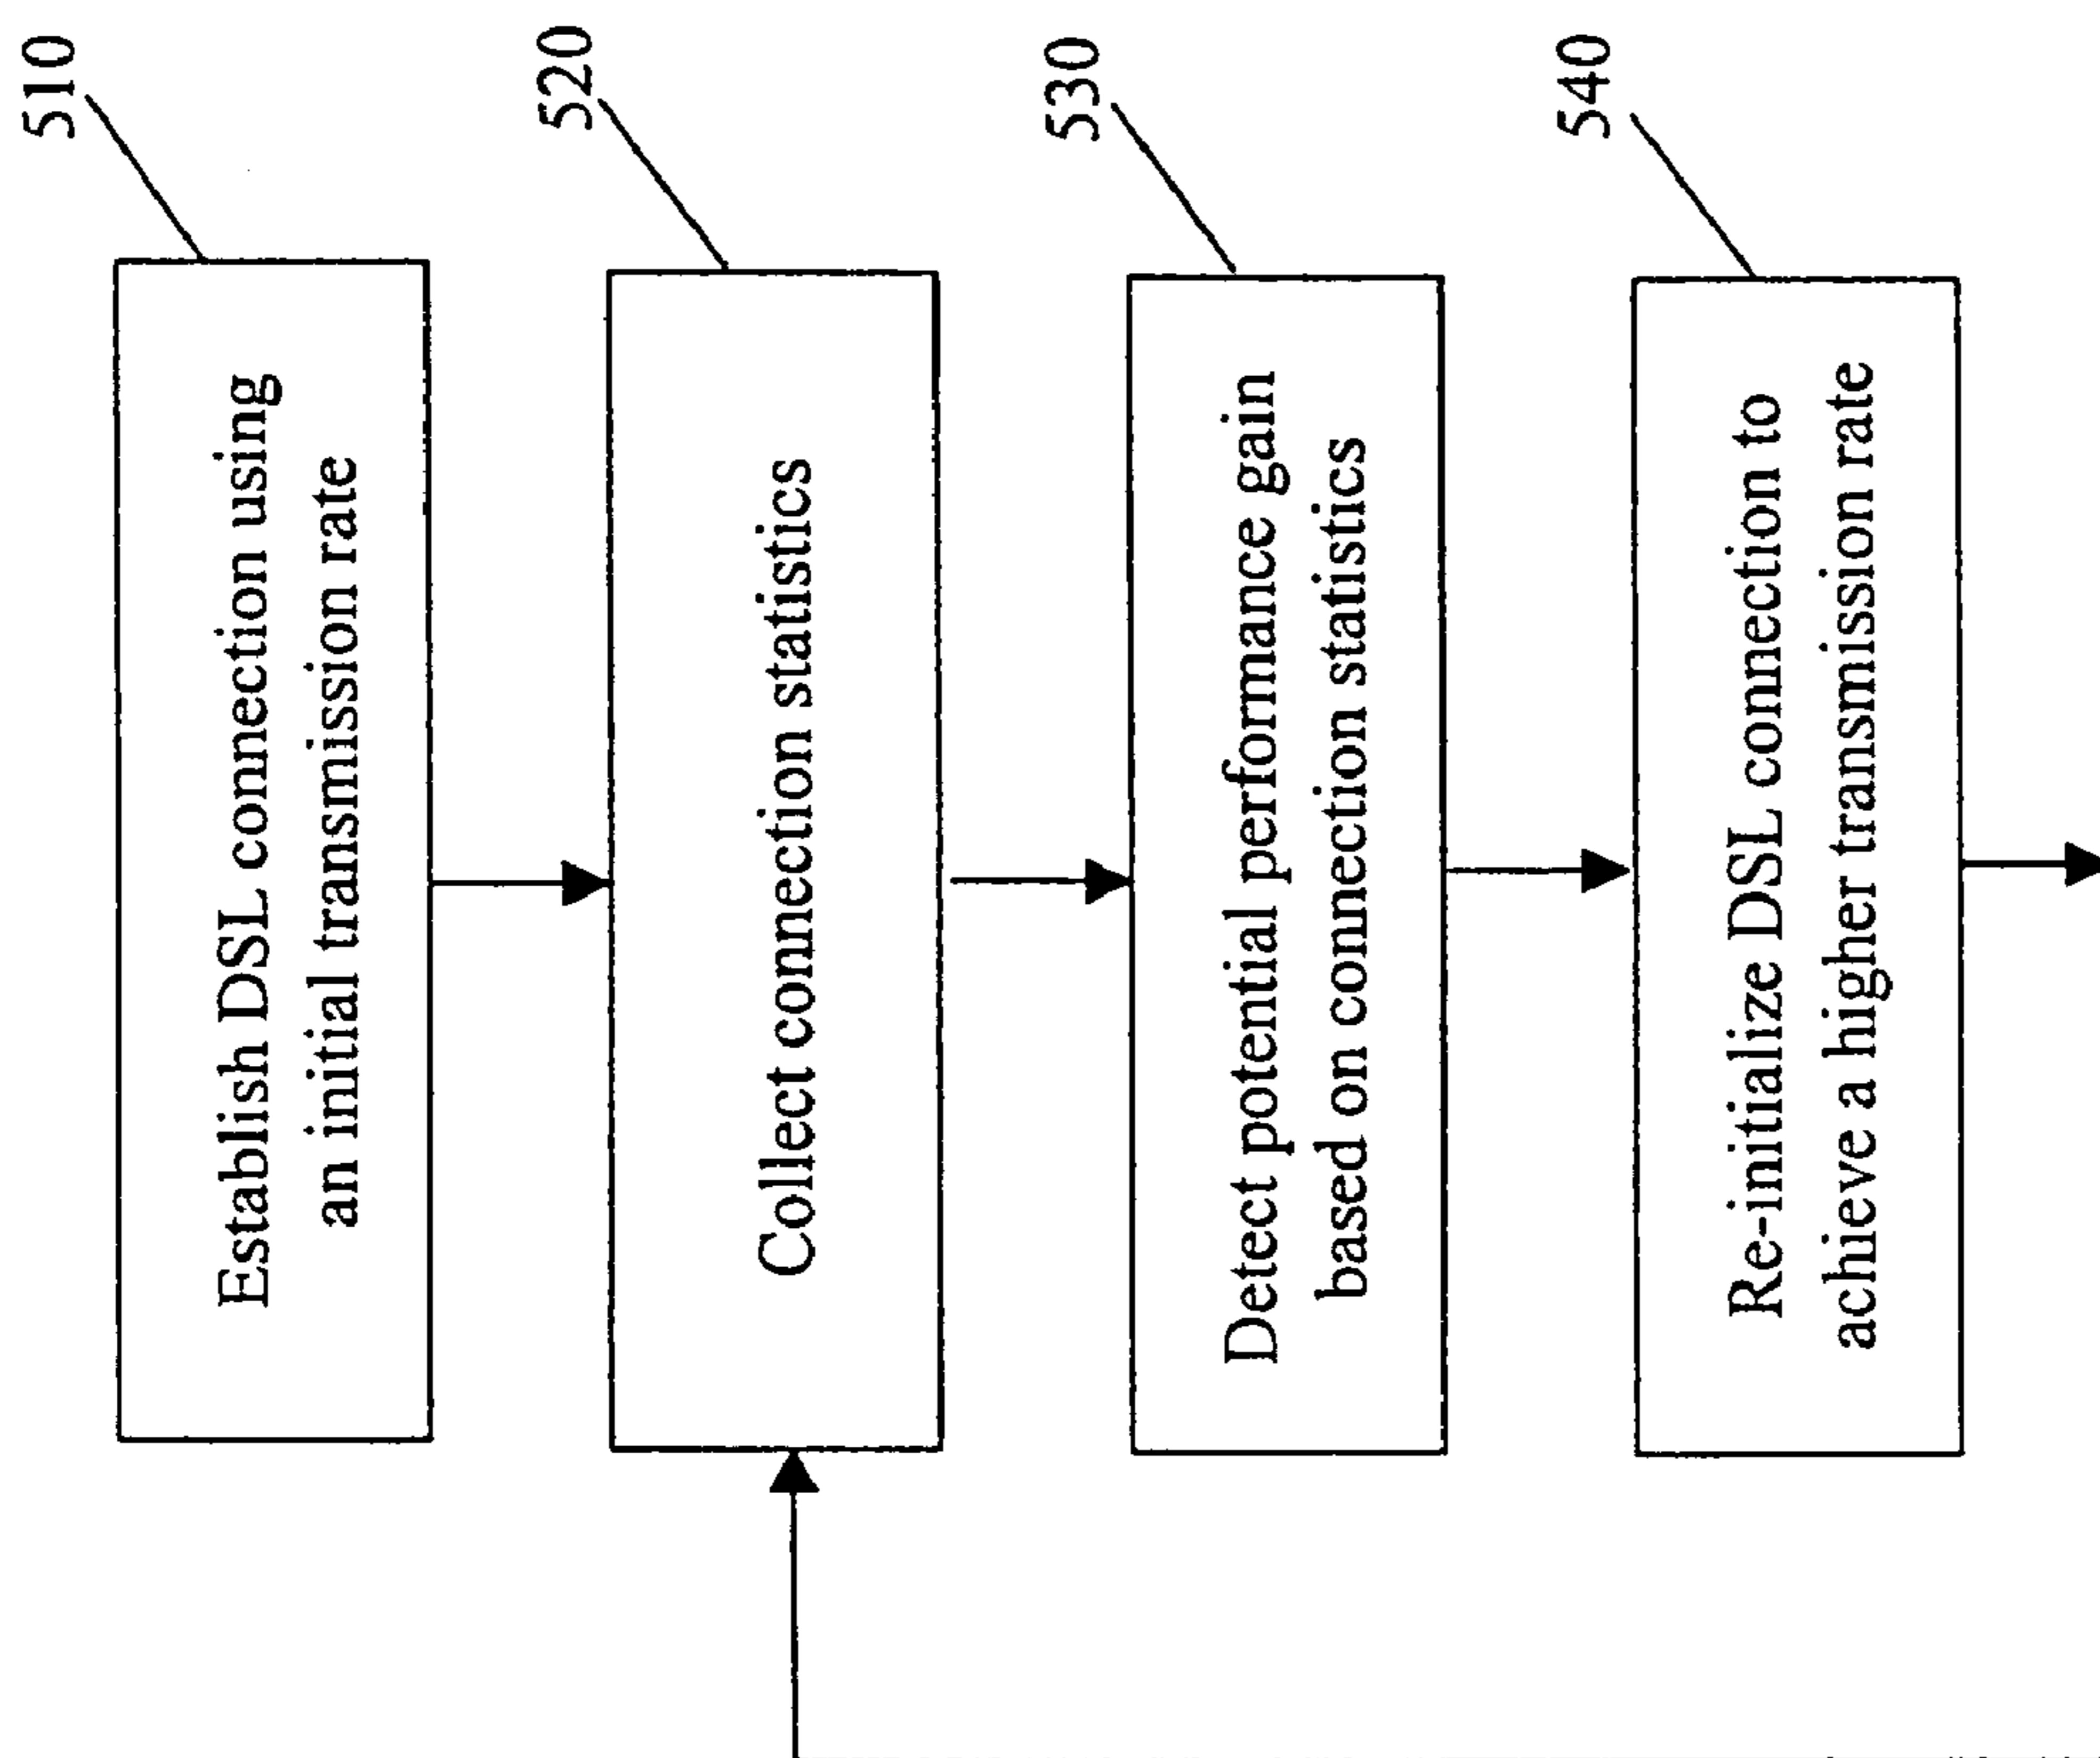 510
Establish DSL connection using
an initial transmission rate
520
Collect connection statistics
530
Detect potential performance gain
based on connection statistics
540
Re-initialize DSL connection to
achieve a higher transmission rate